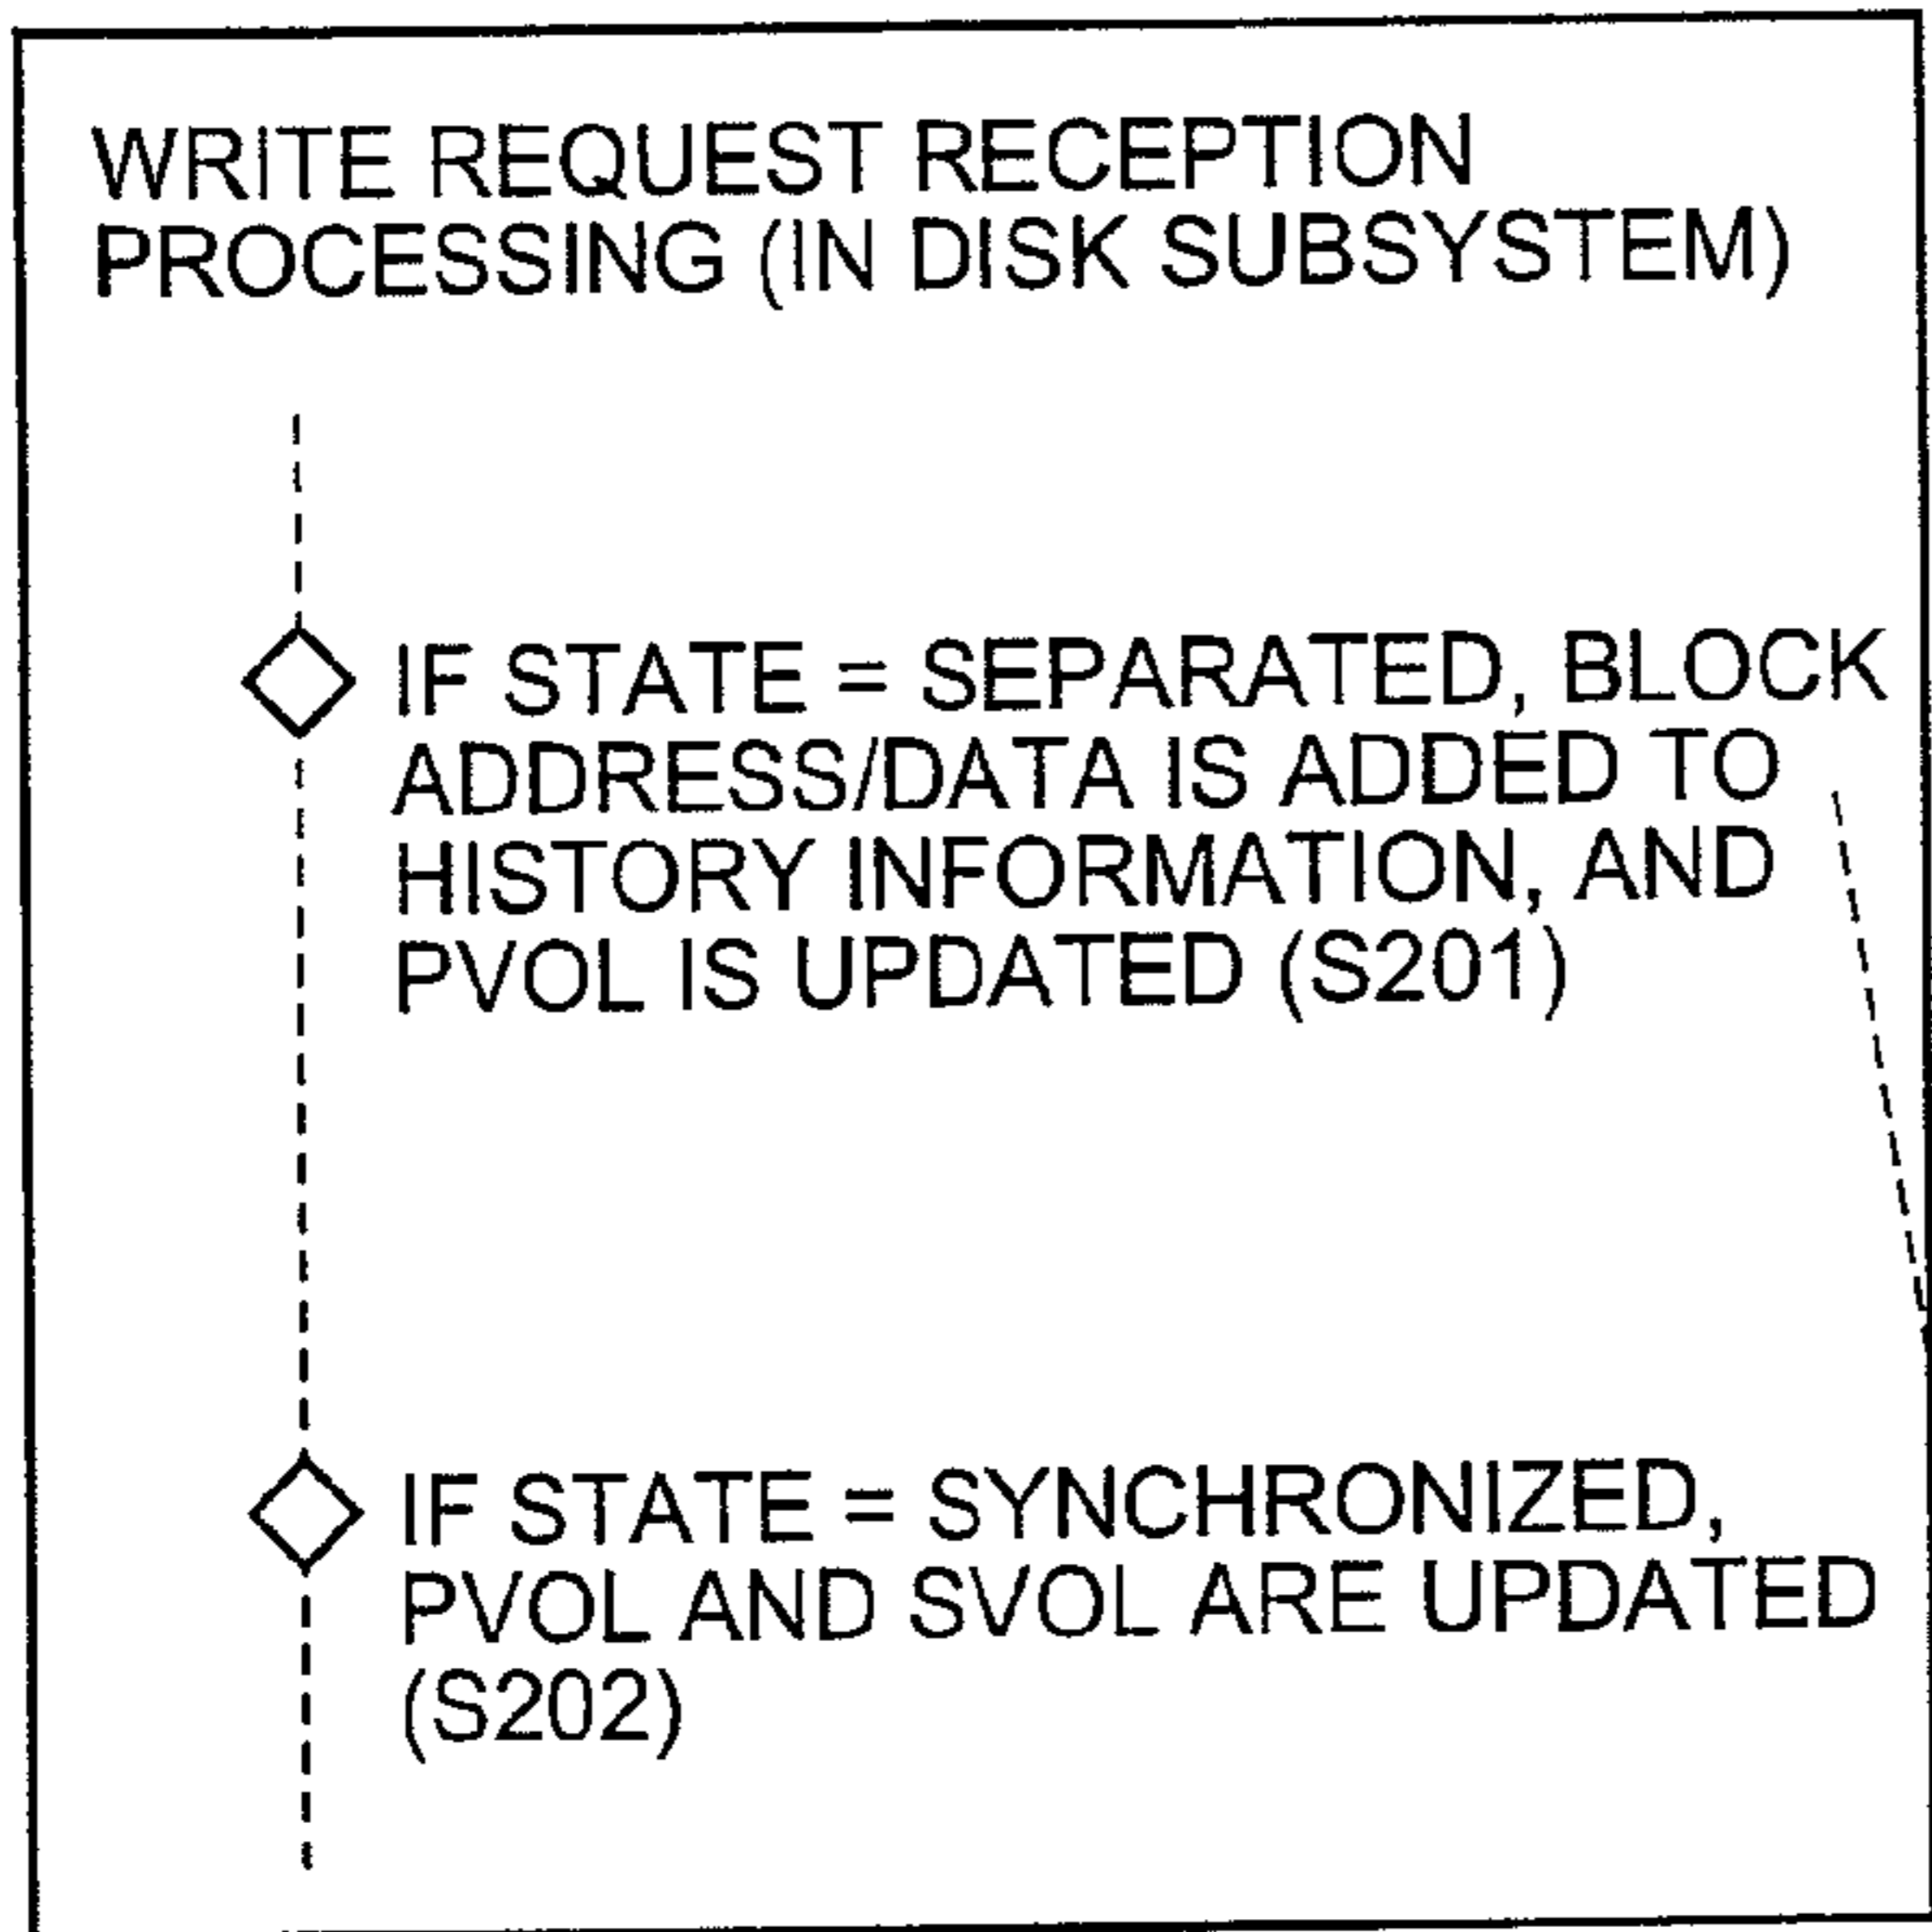 WRITE REQUEST RECEPTION
PROCESSING (IN DISK SUBSYSTEM)
IF STATE = SEPARATED, BLOCK
ADDRESS/DATA IS ADDED TO
HISTORY INFORMATION, AND
PVOL IS UPDATED (S201)
IF STATE = SYNCHRONIZED,
PVOL AND SVOL ARE UPDATED
(S202)